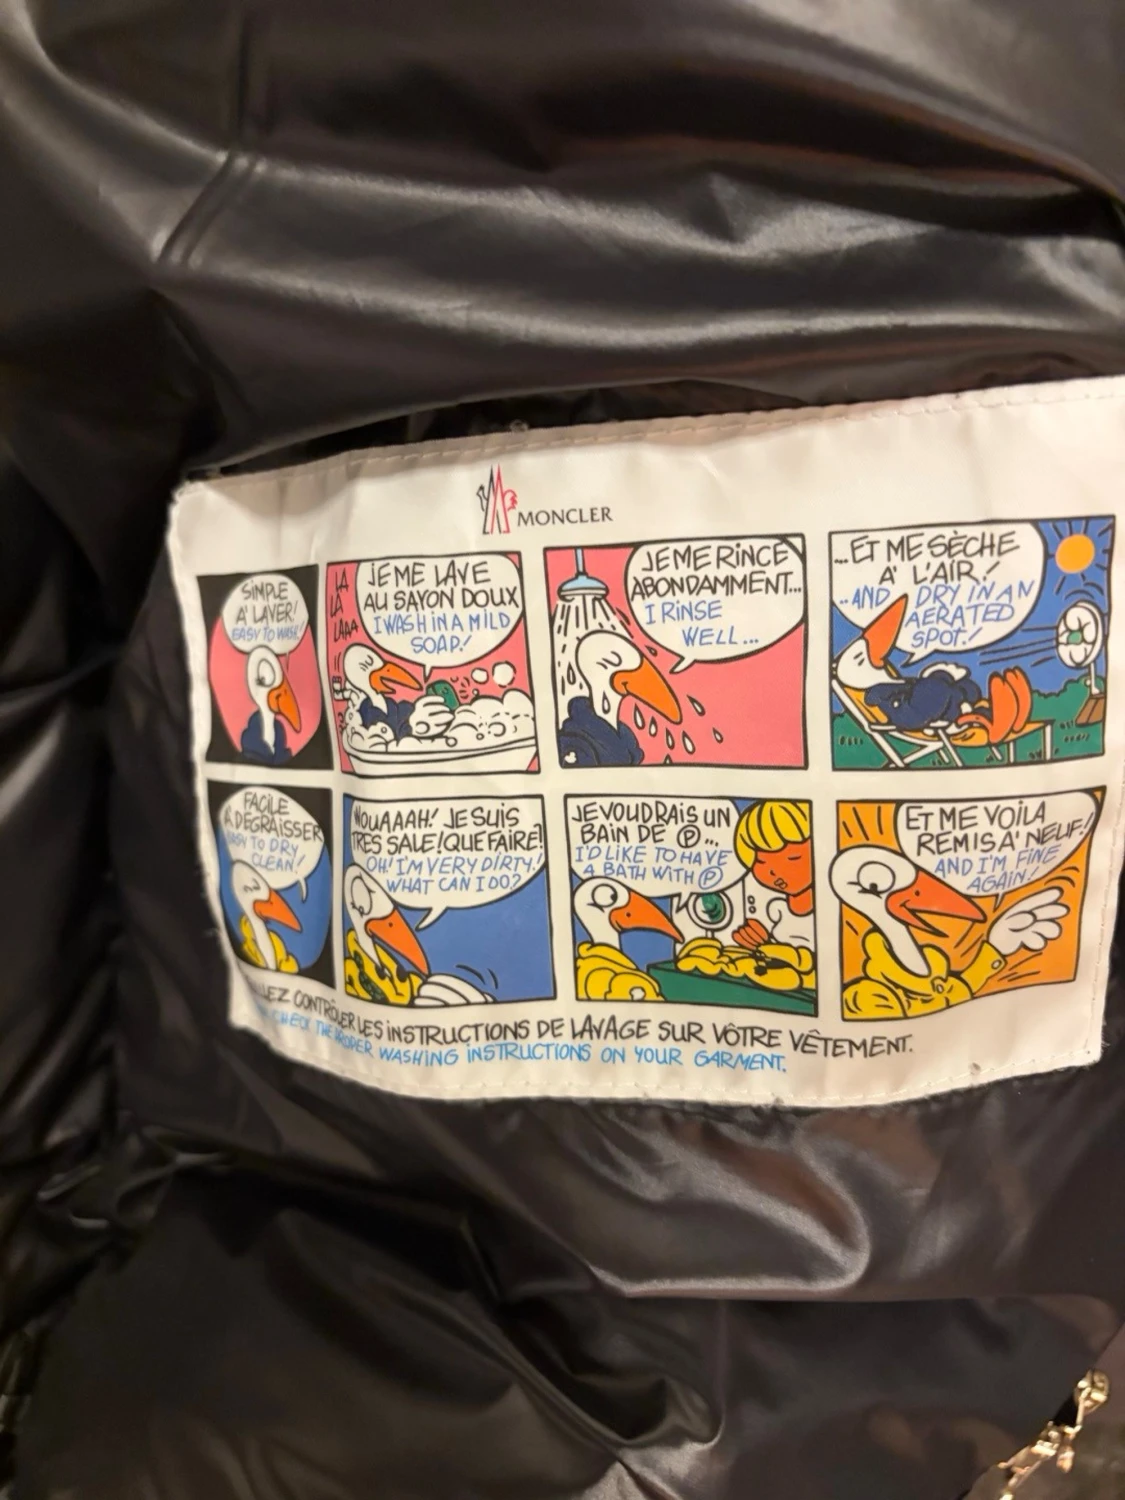 MONCLER
SIMPLE
A' LAVER!
EASY TO WASH!
LA
LA
LAAA
JE ME LAVE
AU SAVON DOUX
I WASH IN A MILD
SOAP!
JE ME RINCE
ABONDAMMENT...
I RINSE
WELL...
...ET ME SÈCHE
A' L'AIR!
..AND I DRY IN AN
AERATED
SPOT!
FACILE
A' DEGRAISSER
EASY TO DRY
CLEAN!
WOUAAAH! JE SUIS
TRES SALE! QUE FAIRE?
OH! I'M VERY DIRTY!
WHAT CAN I DO?
JE VOUDRAIS UN
BAIN DE Ⓟ...
I'D LIKE TO HAVE
A BATH WITH Ⓟ
ET ME VOILA
REMIS A' NEUF!
AND I'M FINE
AGAIN!
CONTRÔLER LES INSTRUCTIONS DE LAVAGE SUR VÔTRE VÊTEMENT.
CHECK THE PROPER WASHING INSTRUCTIONS ON YOUR GARMENT.